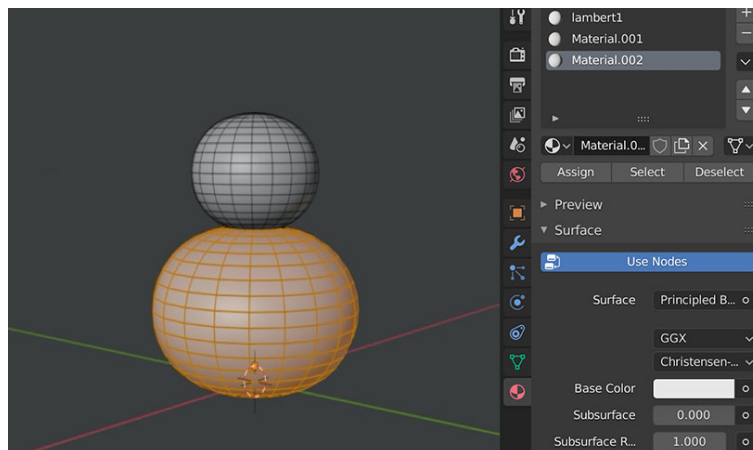 lambert1
Material.001
Material.002
Material.0...
Assign Select Deselect
Preview
Surface
Use Nodes
Surface Principled B...
GGX
Christensen-...
Base Color
Subsurface 0.000
Subsurface R... 1.000